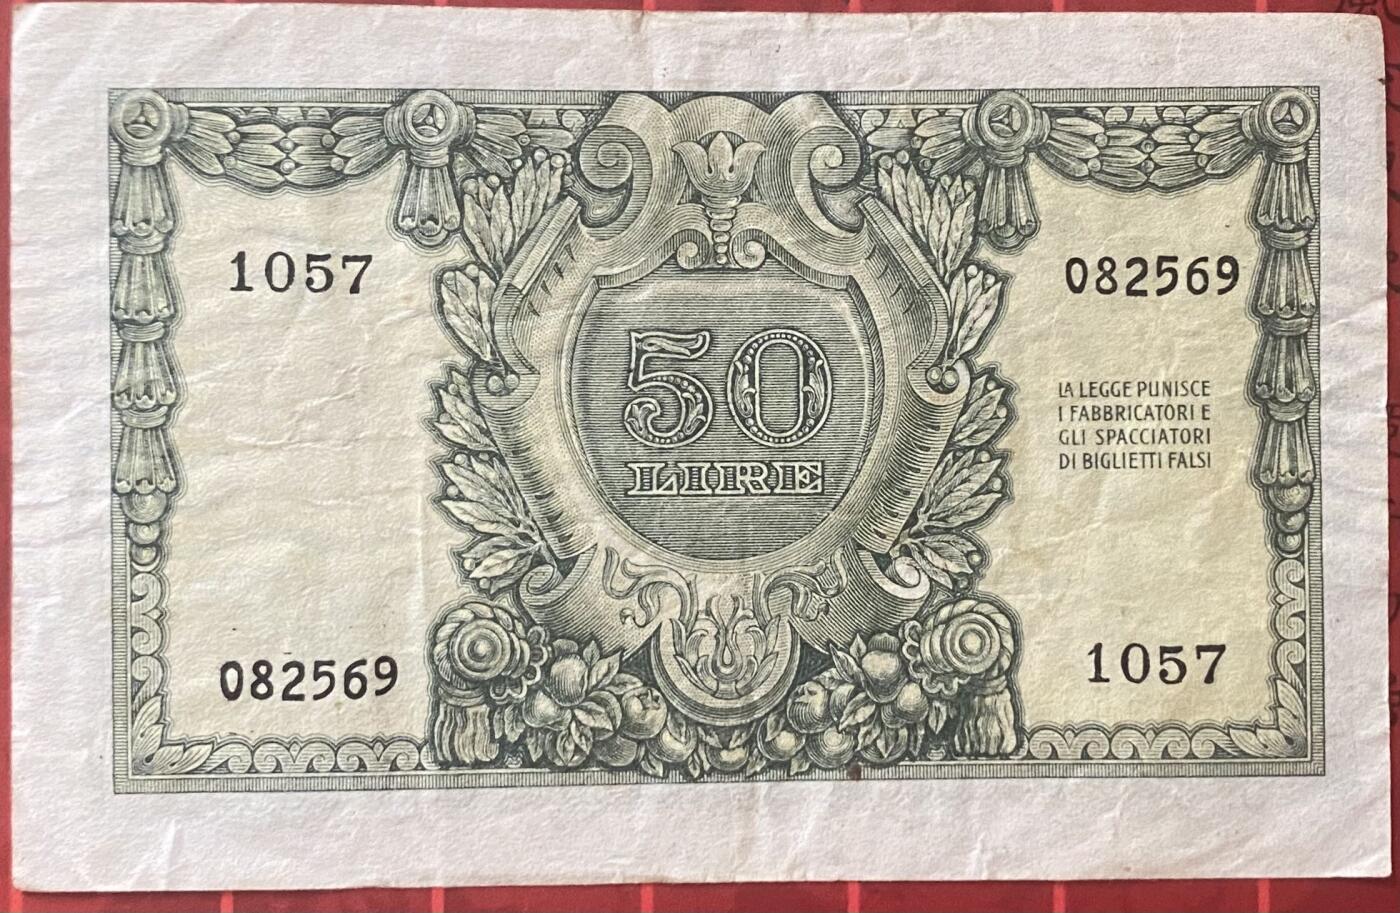 1057
082569
50
LIRE
LA LEGGE PUNISCE
I FABBRICATORI E
GLI SPACCIATORI
DI BIGLIETTI FALSI
082569
1057